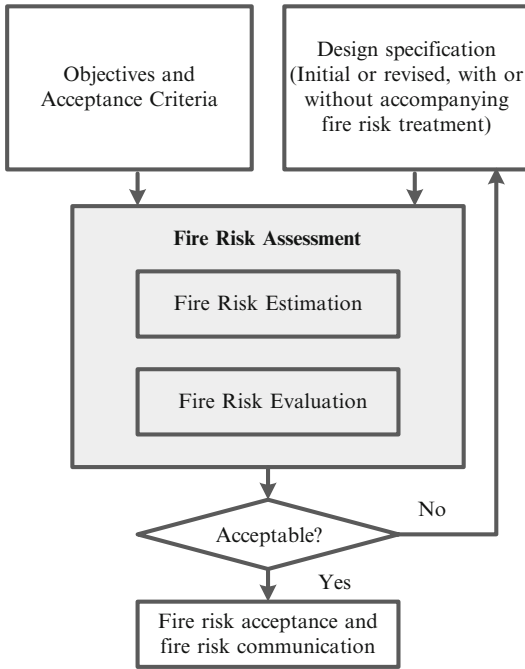 Objectives and
Acceptance Criteria
Design specification
(Initial or revised, with or
without accompanying
fire risk treatment)
Fire Risk Assessment
Fire Risk Estimation
Fire Risk Evaluation
Acceptable?
No
Yes
Fire risk acceptance and
fire risk communication